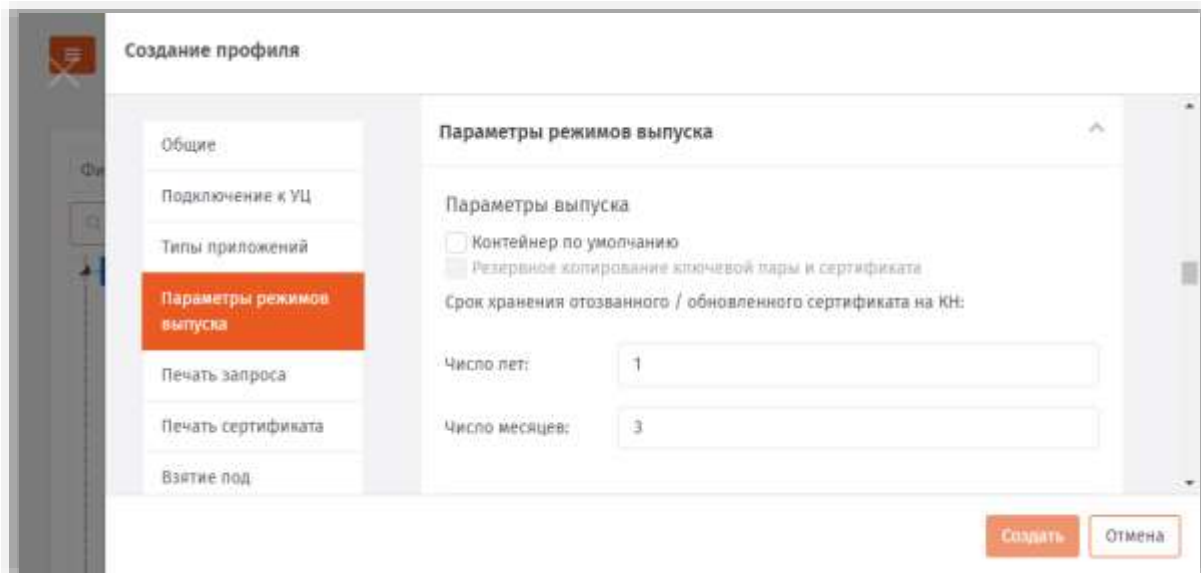 Создание профиля
Фи
Общие
Подключение к УЦ
Типы приложений
Параметры режимов
выпуска
Печать запроса
Печать сертификата
Взятие под
Параметры режимов выпуска
Параметры выпуска
Контейнер по умолчанию
Резервное копирование ключевой пары и сертификата
Срок хранения отозванного / обновленного сертификата на КН:
Число лет:
1
Число месяцев:
3
Создать
Отмена